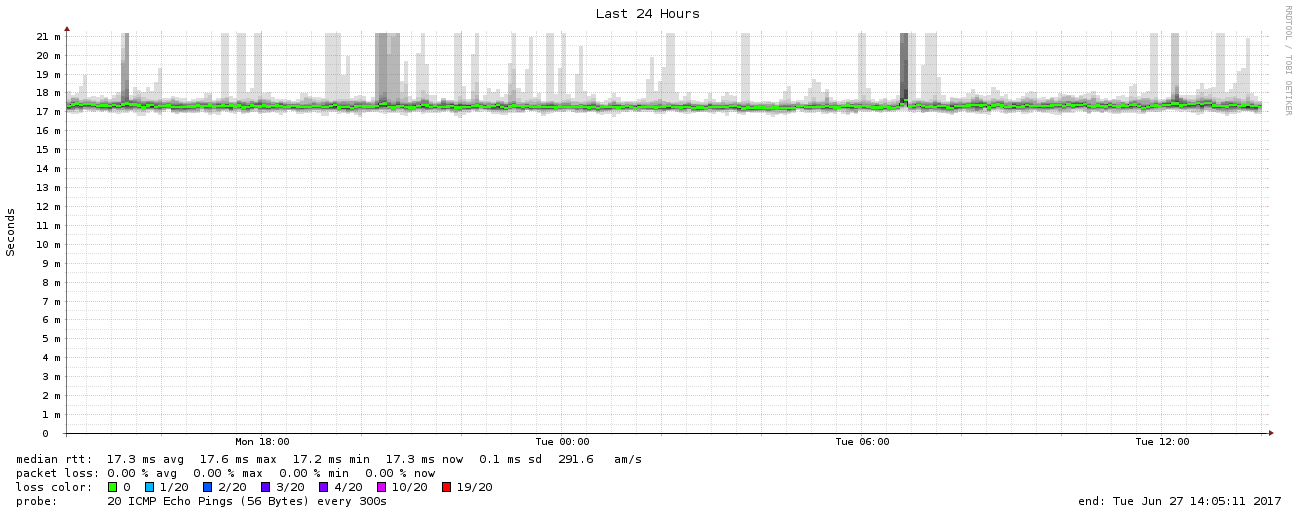 Last 24 Hours
RRDTOOL / TOBI OETIKER
Seconds
21 m
20 m
19 m
18 m
17 m
16 m
15 m
14 m
13 m
12 m
11 m
10 m
9 m
8 m
7 m
6 m
5 m
4 m
3 m
2 m
1 m
0
Mon 18:00 Tue 00:00 Tue 06:00 Tue 12:00
median rtt: 17.3 ms avg 17.6 ms max 17.2 ms min 17.3 ms now 0.1 ms sd 291.6 am/s
packet loss: 0.00 % avg 0.00 % max 0.00 % min 0.00 % now
loss color: 0 1/20 2/20 3/20 4/20 10/20 19/20
probe: 20 ICMP Echo Pings (56 Bytes) every 300s end: Tue Jun 27 14:05:11 2017